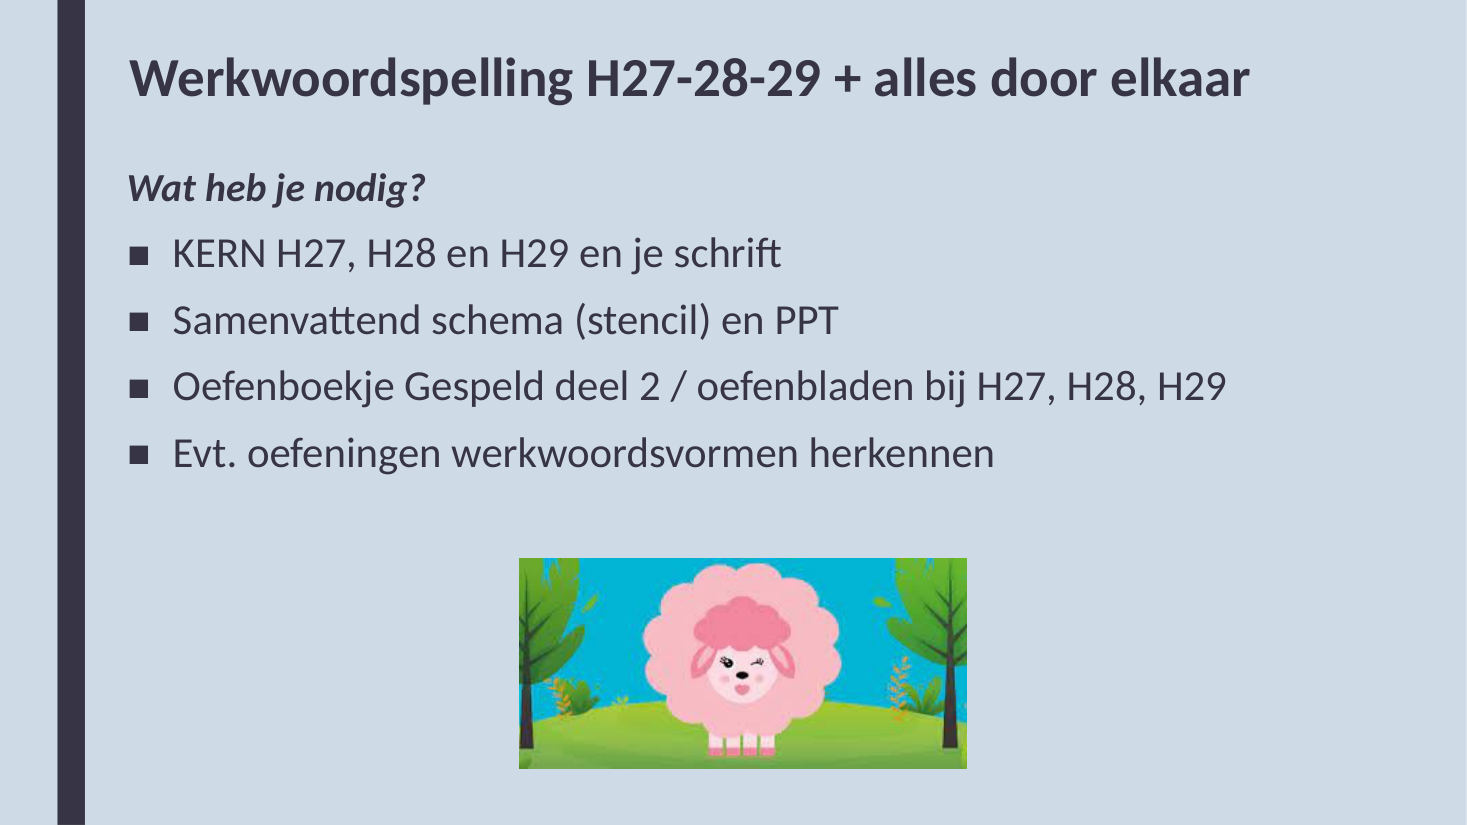 Werkwoordspelling H27-28-29 + alles door elkaar
Wat heb je nodig?
■ KERN H27, H28 en H29 en je schrift
■ Samenvattend schema (stencil) en PPT
■ Oefenboekje Gespeld deel 2 / oefenbladen bij H27, H28, H29
■ Evt. oefeningen werkwoordsvormen herkennen